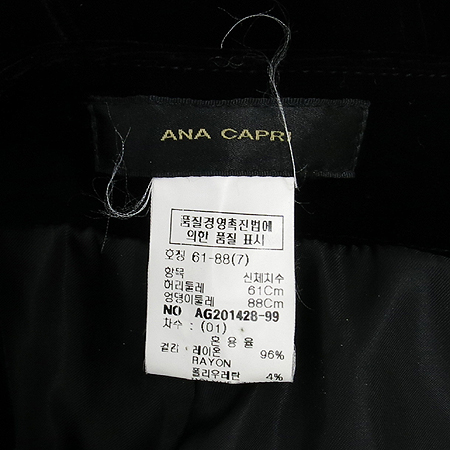 ANA CAPRI
품질경영촉진법에
의한 품질 표시
호칭 61-88(7)
항목 신체치수
허리둘레 61Cm
엉덩이둘레 88Cm
NO AG201428-99
차수 : (01)
혼 용 율
겉감 레이온 96%
RAYON
폴리우레탄 4%